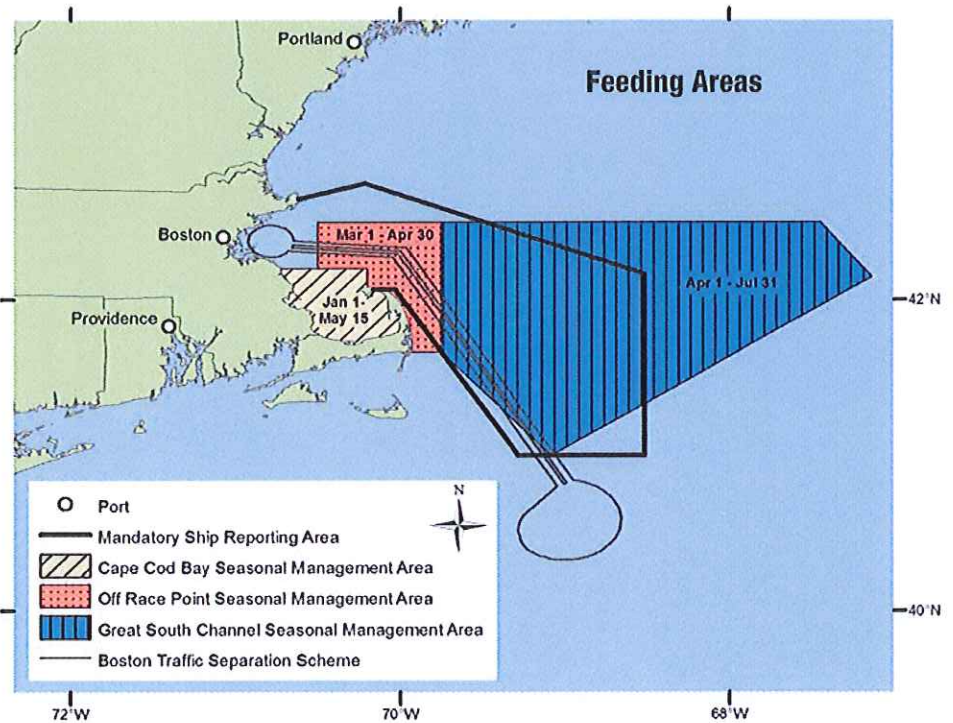 Portland
Feeding Areas
Boston
Mar 1 - Apr 30
Apr 1 - Jul 31
Jan 1-
May 15
42°N
Providence
N
Port
Mandatory Ship Reporting Area
Cape Cod Bay Seasonal Management Area
Off Race Point Seasonal Management Area
Great South Channel Seasonal Management Area
Boston Traffic Separation Scheme
40°N
72°W
70°W
68°W